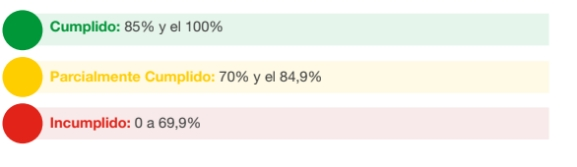 Cumplido: 85% y el 100%
Parcialmente Cumplido: 70% y el 84,9%
Incumplido: 0 a 69,9%